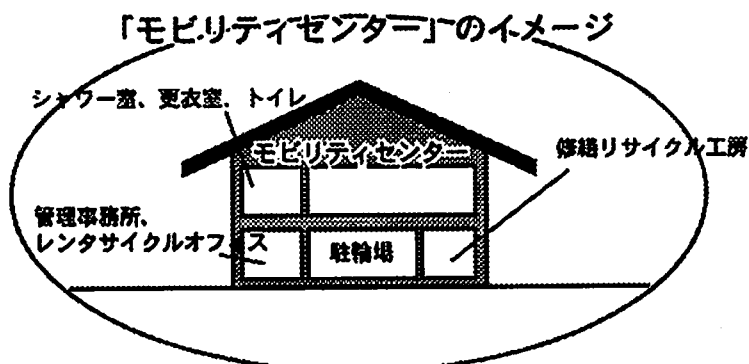 「モビリティセンター」のイメージ
シャワー室、更衣室、トイレ
モビリティセンター
修繕リサイクル工房
管理事務所、
レンタサイクルオフィス
駐輪場